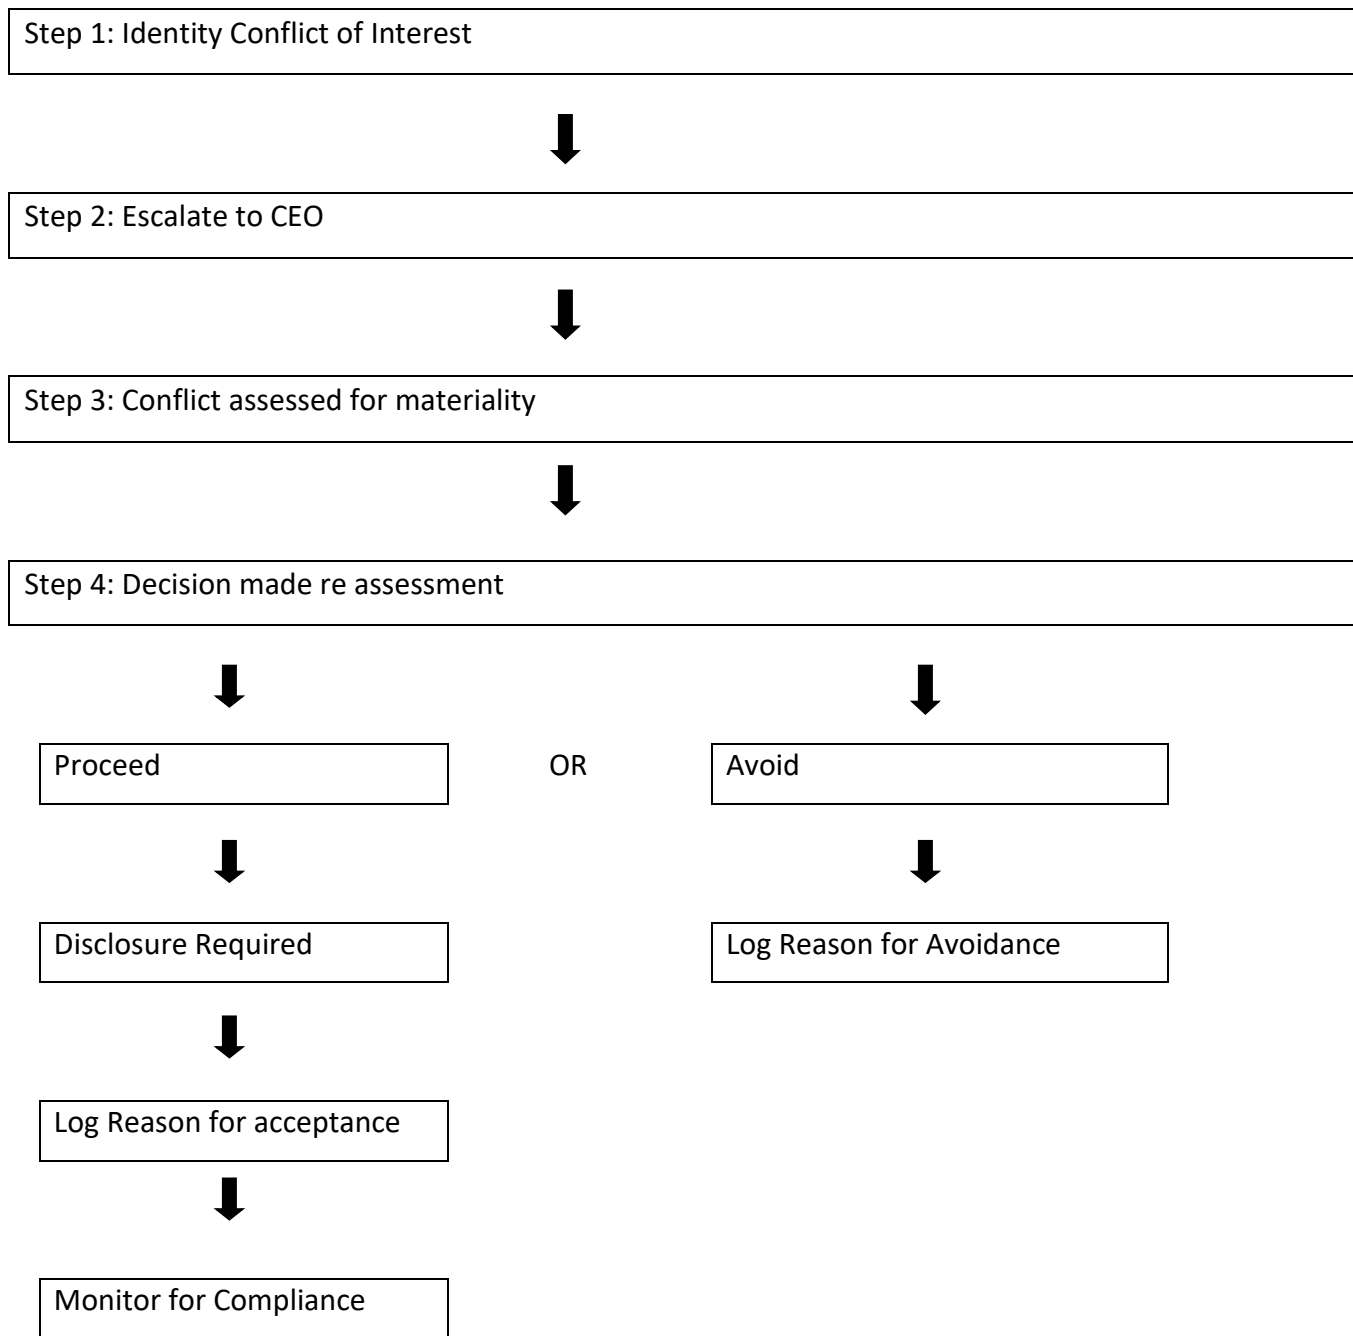 Step 1: Identity Conflict of Interest
Step 2: Escalate to CEO
Step 3: Conflict assessed for materiality
Step 4: Decision made re assessment
Proceed
OR
Avoid
Disclosure Required
Log Reason for Avoidance
Log Reason for acceptance
Monitor for Compliance